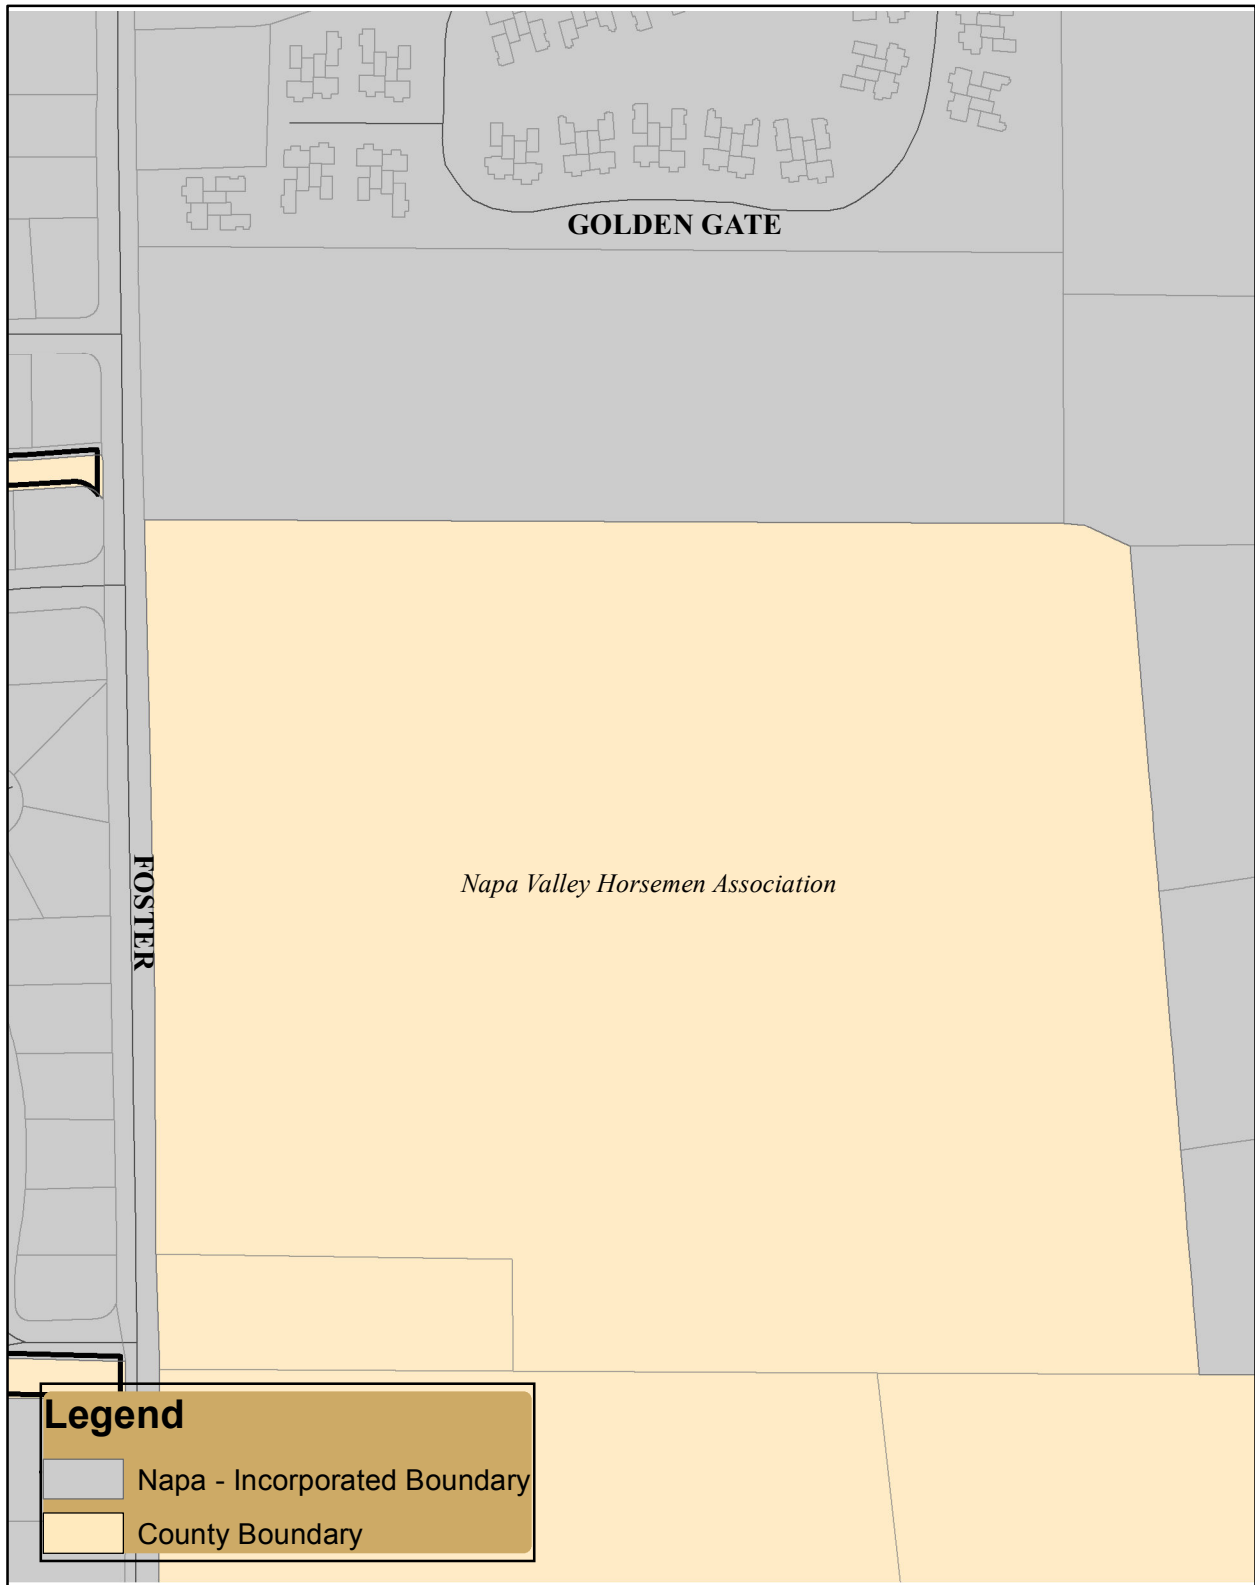 GOLDEN GATE
FOSTER
Napa Valley Horsemen Association
Legend
Napa - Incorporated Boundary
County Boundary